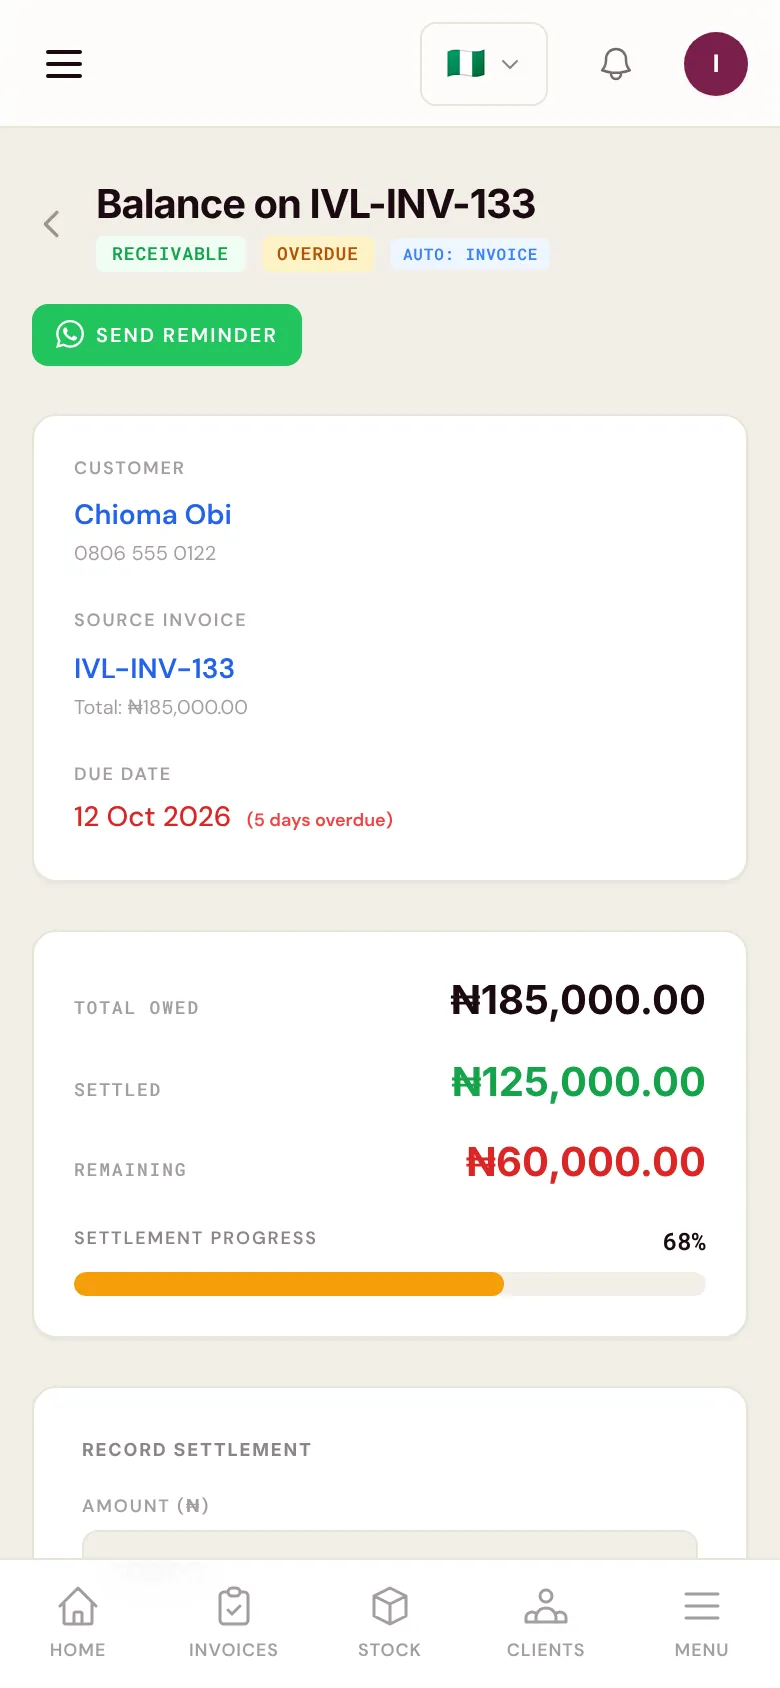 I
Balance on IVL-INV-133
RECEIVABLE OVERDUE AUTO: INVOICE
SEND REMINDER
CUSTOMER
Chioma Obi
0806 555 0122
SOURCE INVOICE
IVL-INV-133
Total: ₦185,000.00
DUE DATE
12 Oct 2026 (5 days overdue)
TOTAL OWED ₦185,000.00
SETTLED ₦125,000.00
REMAINING ₦60,000.00
SETTLEMENT PROGRESS 68%
RECORD SETTLEMENT
AMOUNT (₦)
HOME INVOICES STOCK CLIENTS MENU